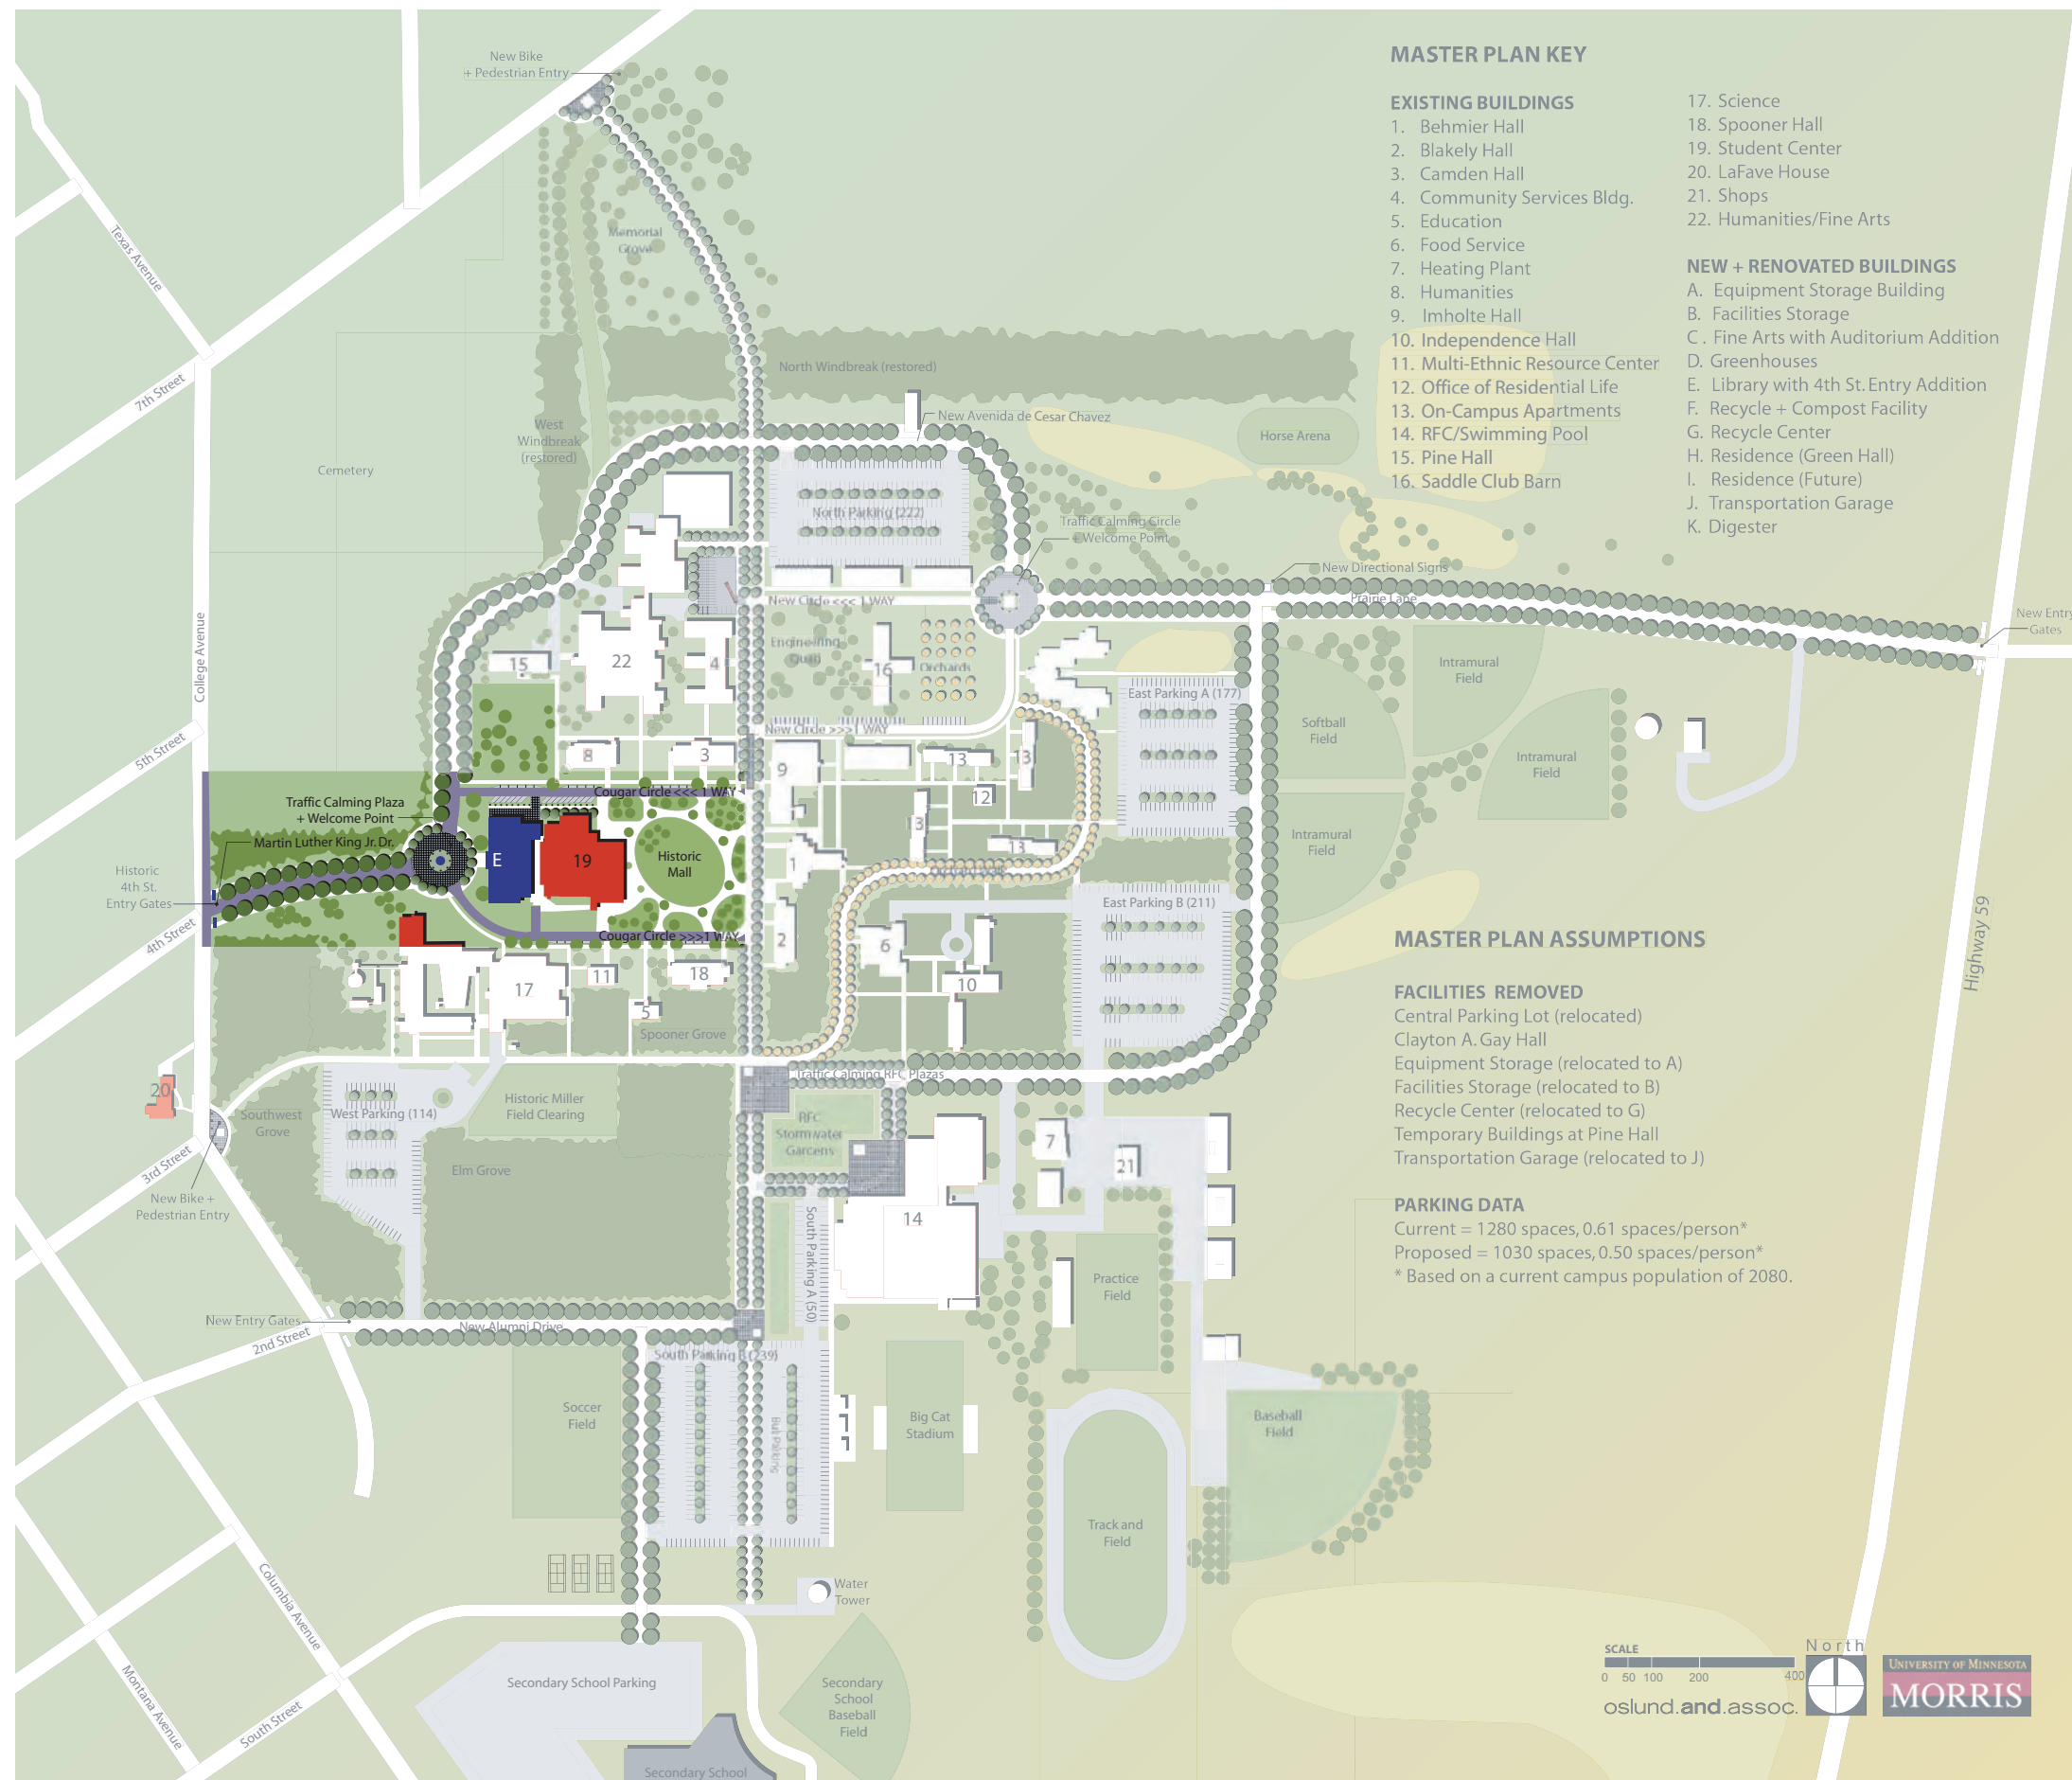 New Bike
+ Pedestrian Entry
Texas Avenue
Memorial
Grove
7th Street
North Windbreak (restored)
West
Windbreak
(restored)
Cemetery
New Avenida de Cesar Chavez
Horse Arena
North Parking (222)
Traffic Calming Circle
+ Welcome Point
New Directional Signs
Prairie Lane
New Entry
Gates
New Circle <<< 1 WAY
Engineering
Quad
16
Orchards
15
22
4
College Avenue
5th Street
East Parking A (177)
Intramural
Field
Softball
Field
Intramural
Field
New Circle >>>1 WAY
8
3
9
13
13
12
13
13
Cougar Circle <<< 1 WAY
Traffic Calming Plaza
+ Welcome Point
Martin Luther King Jr. Dr.
Historic
4th St.
Entry Gates
4th Street
E
19
Historic
Mall
1
Intramural
Field
East Parking B (211)
Cougar Circle >>>1 WAY
2
6
10
17
11
18
5
Spooner Grove
Traffic Calming RFC Plazas
20
Southwest
Grove
West Parking (114)
Historic Miller
Field Clearing
Elm Grove
3rd Street
New Bike +
Pedestrian Entry
RFC
Stormwater
Garcens
7
21
14
South Parking A (50)
Practice
Field
New Entry Gates
2nd Street
New Alumni Drive
South Parking B (239)
Bus Parking
Soccer
Field
Big Cat
Stadium
Baseball
Field
Track and
Field
Water
Tower
Columbia Avenue
Montana Avenue
South Street
Secondary School Parking
Secondary
School
Baseball
Field
Secondary School
Highway 59
MASTER PLAN KEY
EXISTING BUILDINGS
1. Behmier Hall
2. Blakely Hall
3. Camden Hall
4. Community Services Bldg.
5. Education
6. Food Service
7. Heating Plant
8. Humanities
9. Imholte Hall
10. Independence Hall
11. Multi-Ethnic Resource Center
12. Office of Residential Life
13. On-Campus Apartments
14. RFC/Swimming Pool
15. Pine Hall
16. Saddle Club Barn
17. Science
18. Spooner Hall
19. Student Center
20. LaFave House
21. Shops
22. Humanities/Fine Arts
NEW + RENOVATED BUILDINGS
A. Equipment Storage Building
B. Facilities Storage
C . Fine Arts with Auditorium Addition
D. Greenhouses
E. Library with 4th St. Entry Addition
F. Recycle + Compost Facility
G. Recycle Center
H. Residence (Green Hall)
I. Residence (Future)
J. Transportation Garage
K. Digester
MASTER PLAN ASSUMPTIONS
FACILITIES REMOVED
Central Parking Lot (relocated)
Clayton A. Gay Hall
Equipment Storage (relocated to A)
Facilities Storage (relocated to B)
Recycle Center (relocated to G)
Temporary Buildings at Pine Hall
Transportation Garage (relocated to J)
PARKING DATA
Current = 1280 spaces, 0.61 spaces/person*
Proposed = 1030 spaces, 0.50 spaces/person*
* Based on a current campus population of 2080.
SCALE
0 50 100 200 400
North
oslund.and.assoc.
UNIVERSITY OF MINNESOTA
MORRIS